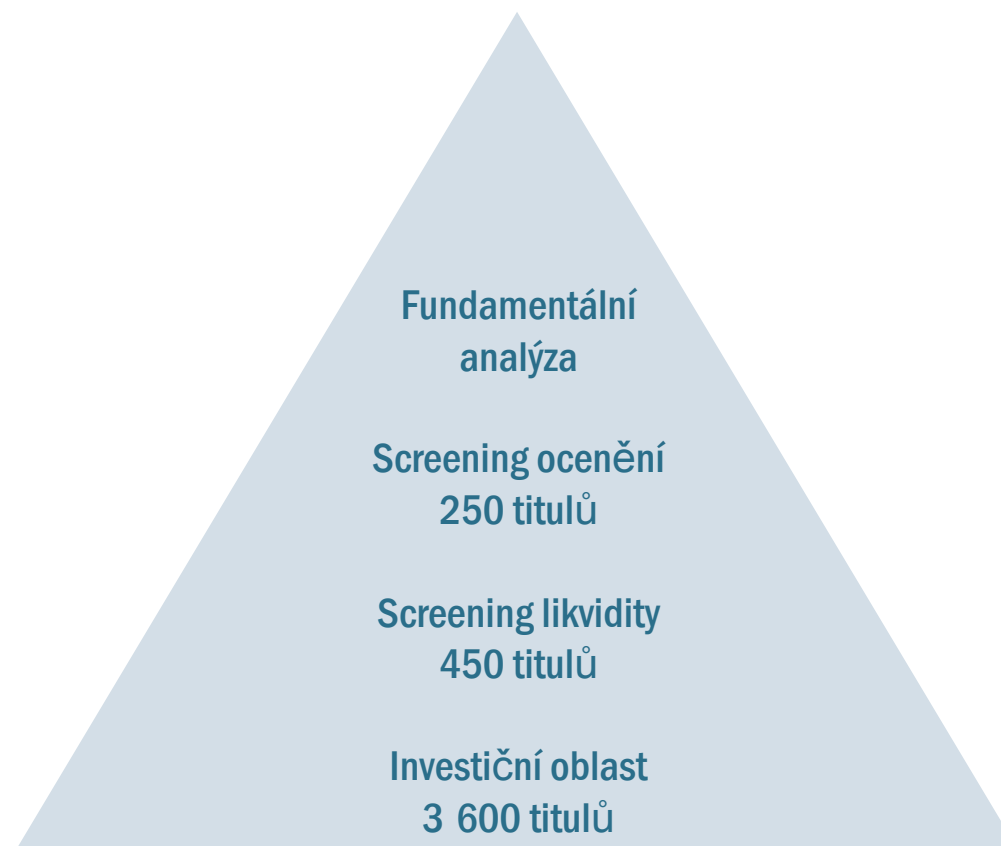 Fundamentální
analýza
Screening ocenění
250 titulů
Screening likvidity
450 titulů
Investiční oblast
3 600 titulů